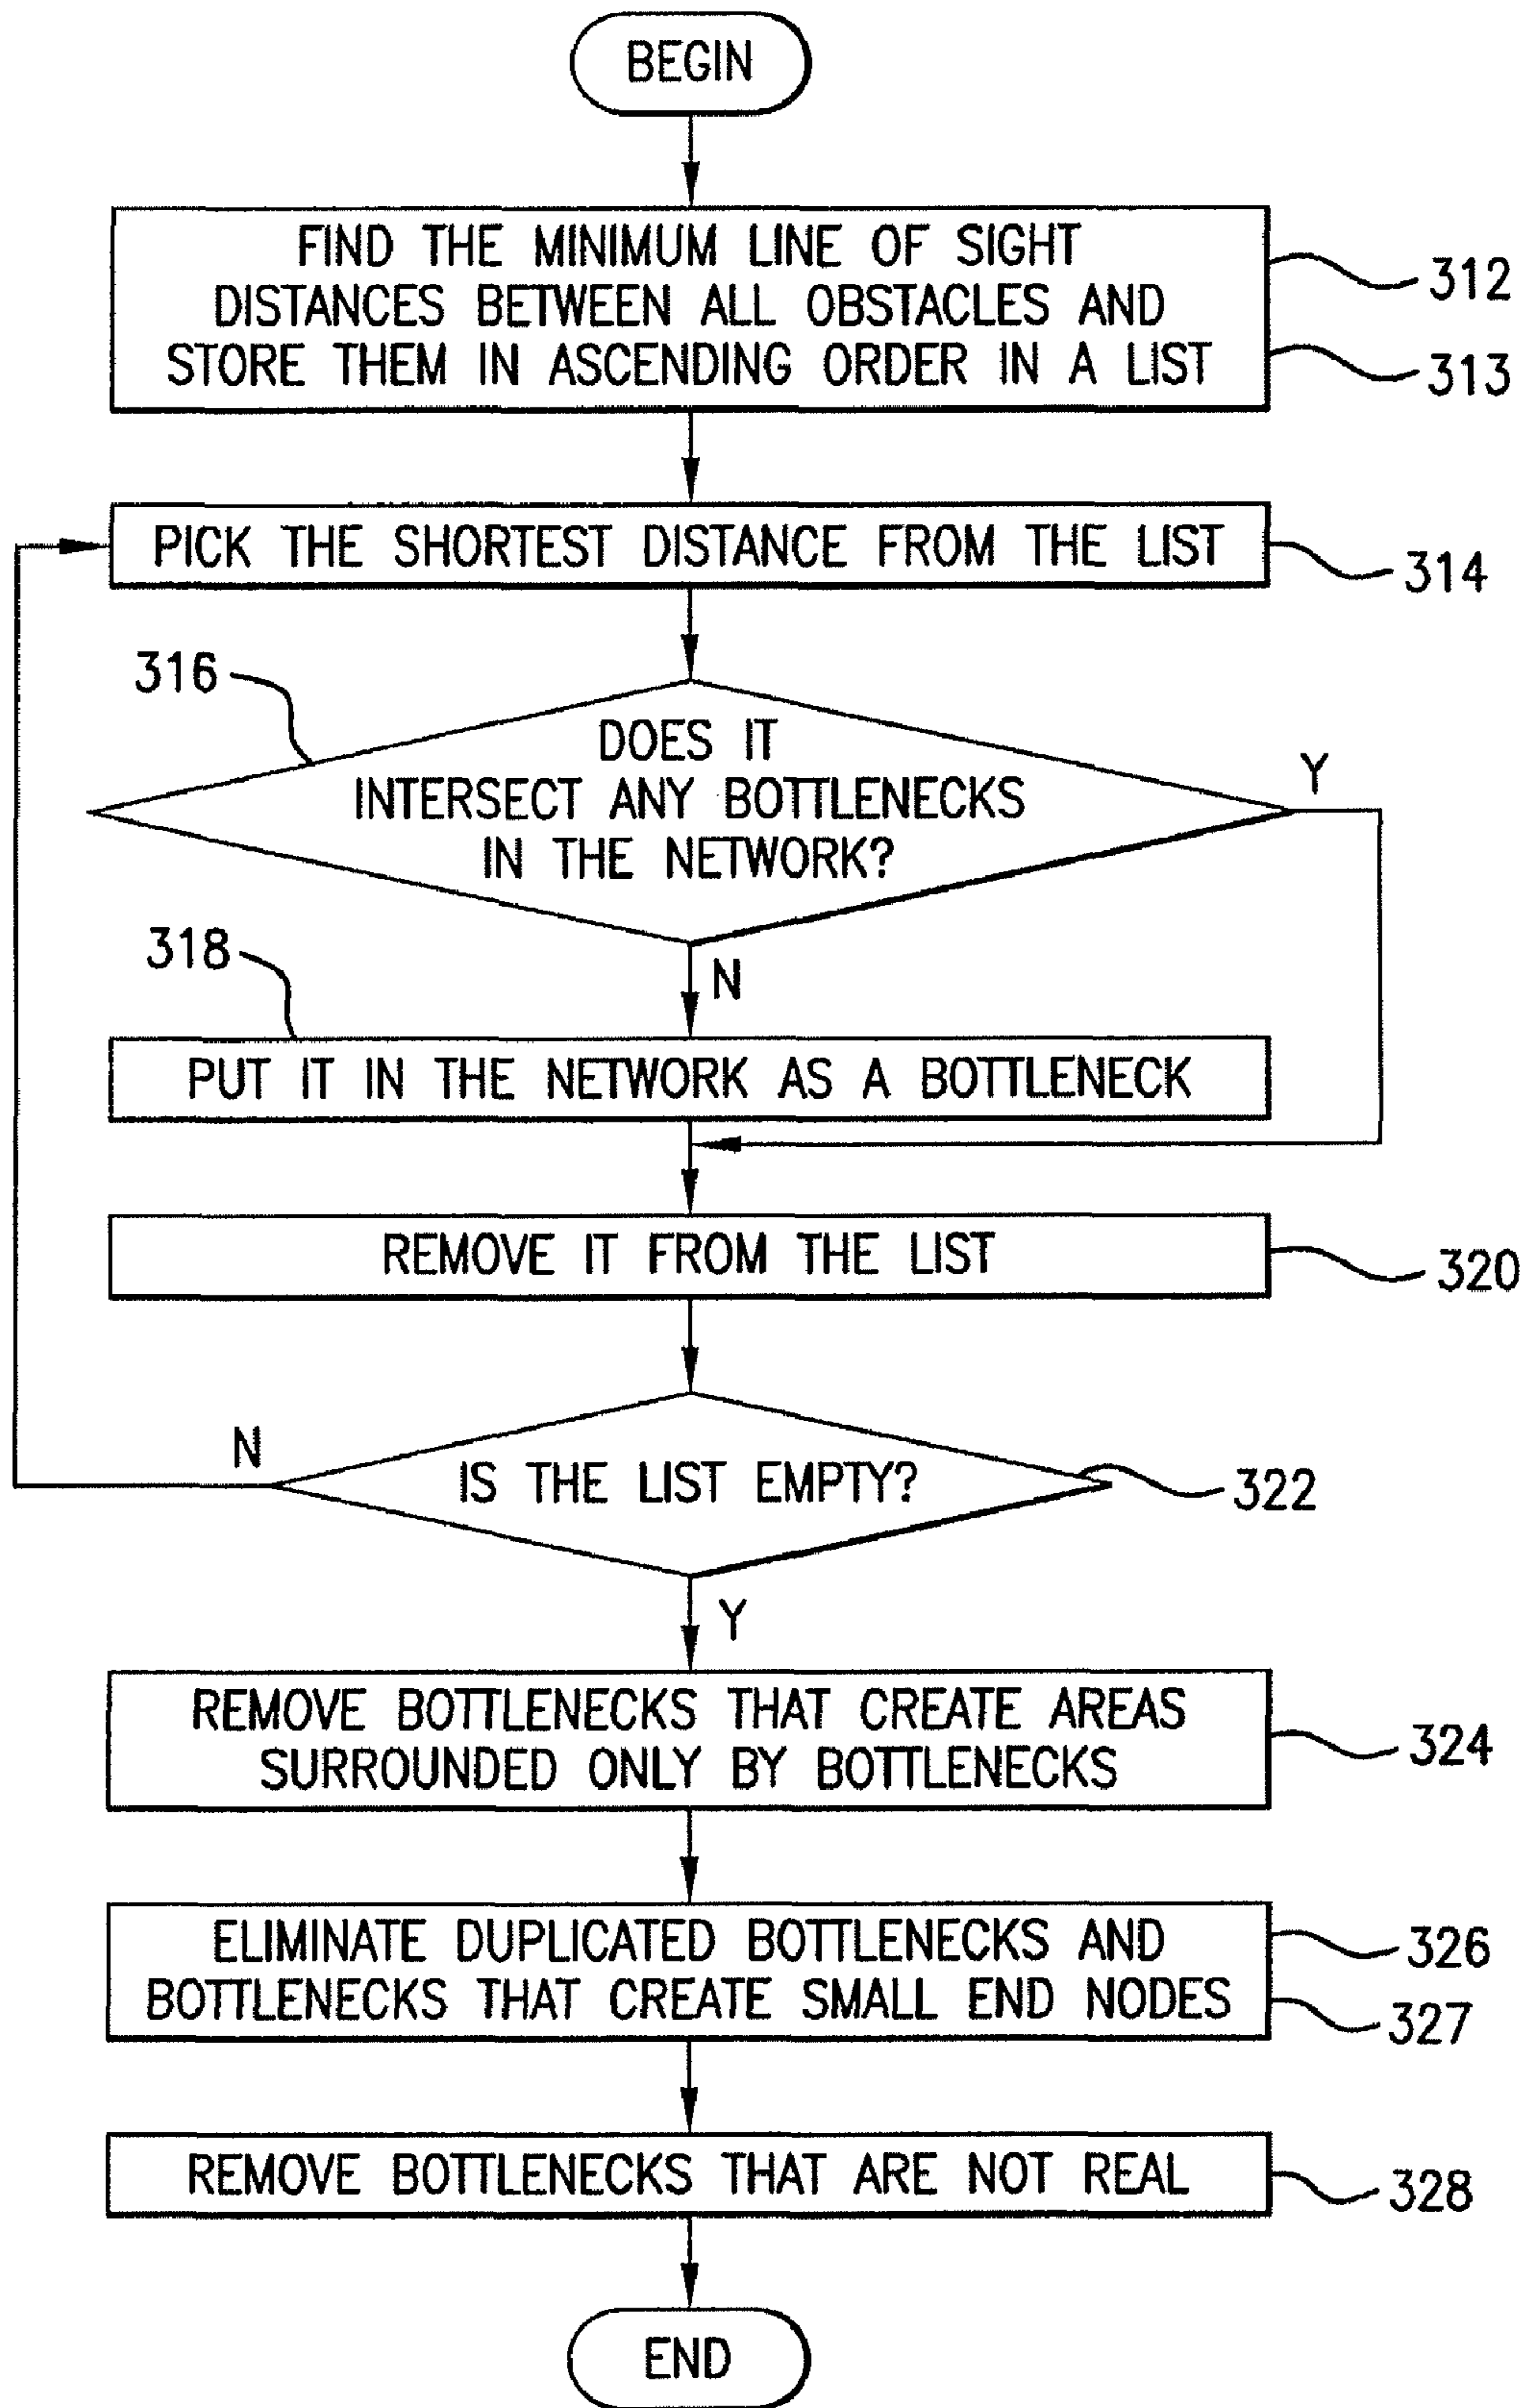 BEGIN
FIND THE MINIMUM LINE OF SIGHT
DISTANCES BETWEEN ALL OBSTACLES AND
STORE THEM IN ASCENDING ORDER IN A LIST
312
313
PICK THE SHORTEST DISTANCE FROM THE LIST
314
316
DOES IT
INTERSECT ANY BOTTLENECKS
IN THE NETWORK?
Y
N
318
PUT IT IN THE NETWORK AS A BOTTLENECK
REMOVE IT FROM THE LIST
320
N
IS THE LIST EMPTY?
322
Y
REMOVE BOTTLENECKS THAT CREATE AREAS
SURROUNDED ONLY BY BOTTLENECKS
324
ELIMINATE DUPLICATED BOTTLENECKS AND
BOTTLENECKS THAT CREATE SMALL END NODES
326
327
REMOVE BOTTLENECKS THAT ARE NOT REAL
328
END